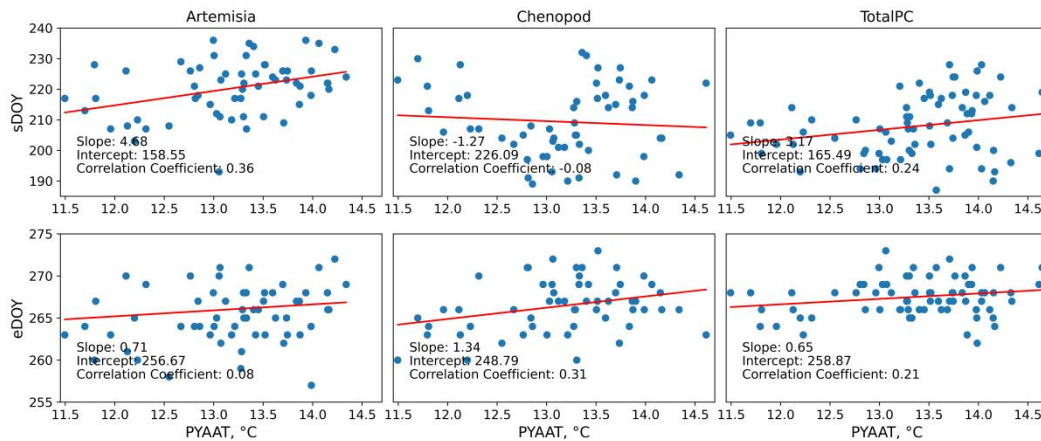 Artemisia Chenopod TotalPC
240
230
220
210
200
190
sDOY
Slope: 4.68
Intercept: 158.55
Correlation Coefficient: 0.36
Slope: -1.27
Intercept: 226.09
Correlation Coefficient: -0.08
Slope: 3.17
Intercept: 165.49
Correlation Coefficient: 0.24
11.5 12.0 12.5 13.0 13.5 14.0 14.5 11.5 12.0 12.5 13.0 13.5 14.0 14.5 11.5 12.0 12.5 13.0 13.5 14.0 14.5
275
270
265
260
255
eDOY
Slope: 0.71
Intercept: 256.67
Correlation Coefficient: 0.08
Slope: 1.34
Intercept: 248.79
Correlation Coefficient: 0.31
Slope: 0.65
Intercept: 258.87
Correlation Coefficient: 0.21
11.5 12.0 12.5 13.0 13.5 14.0 14.5 11.5 12.0 12.5 13.0 13.5 14.0 14.5 11.5 12.0 12.5 13.0 13.5 14.0 14.5
PYAAT, °C PYAAT, °C PYAAT, °C